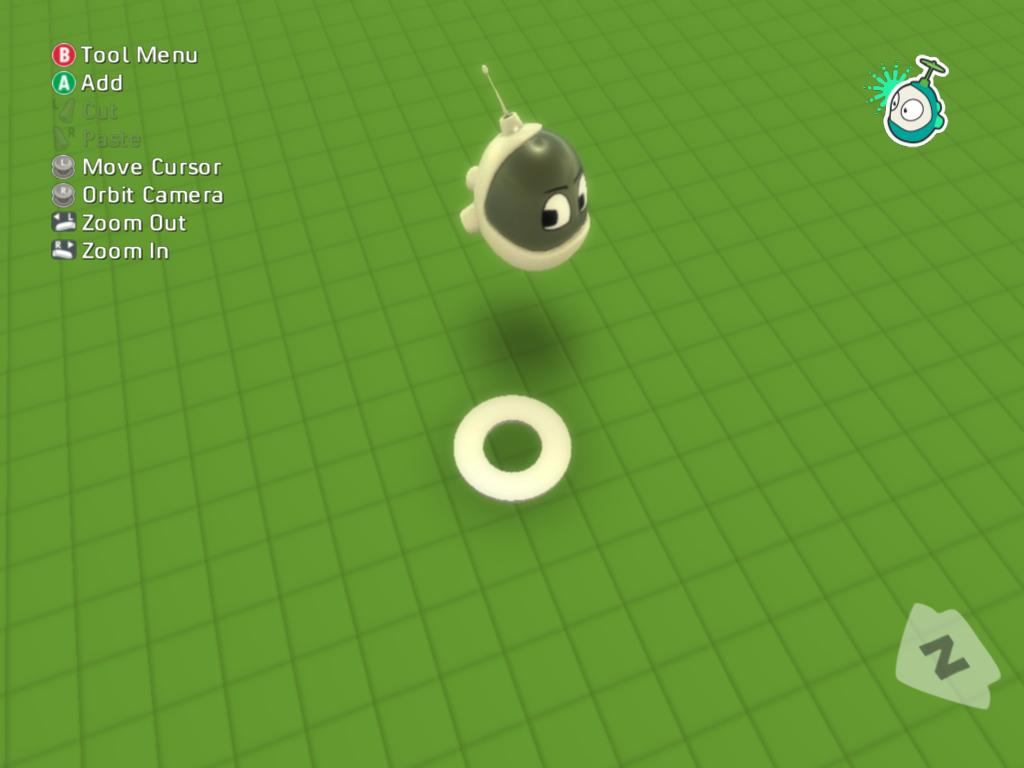 B Tool Menu
A Add
Cut
R Paste
L Move Cursor
R Orbit Camera
L Zoom Out
R Zoom In
N